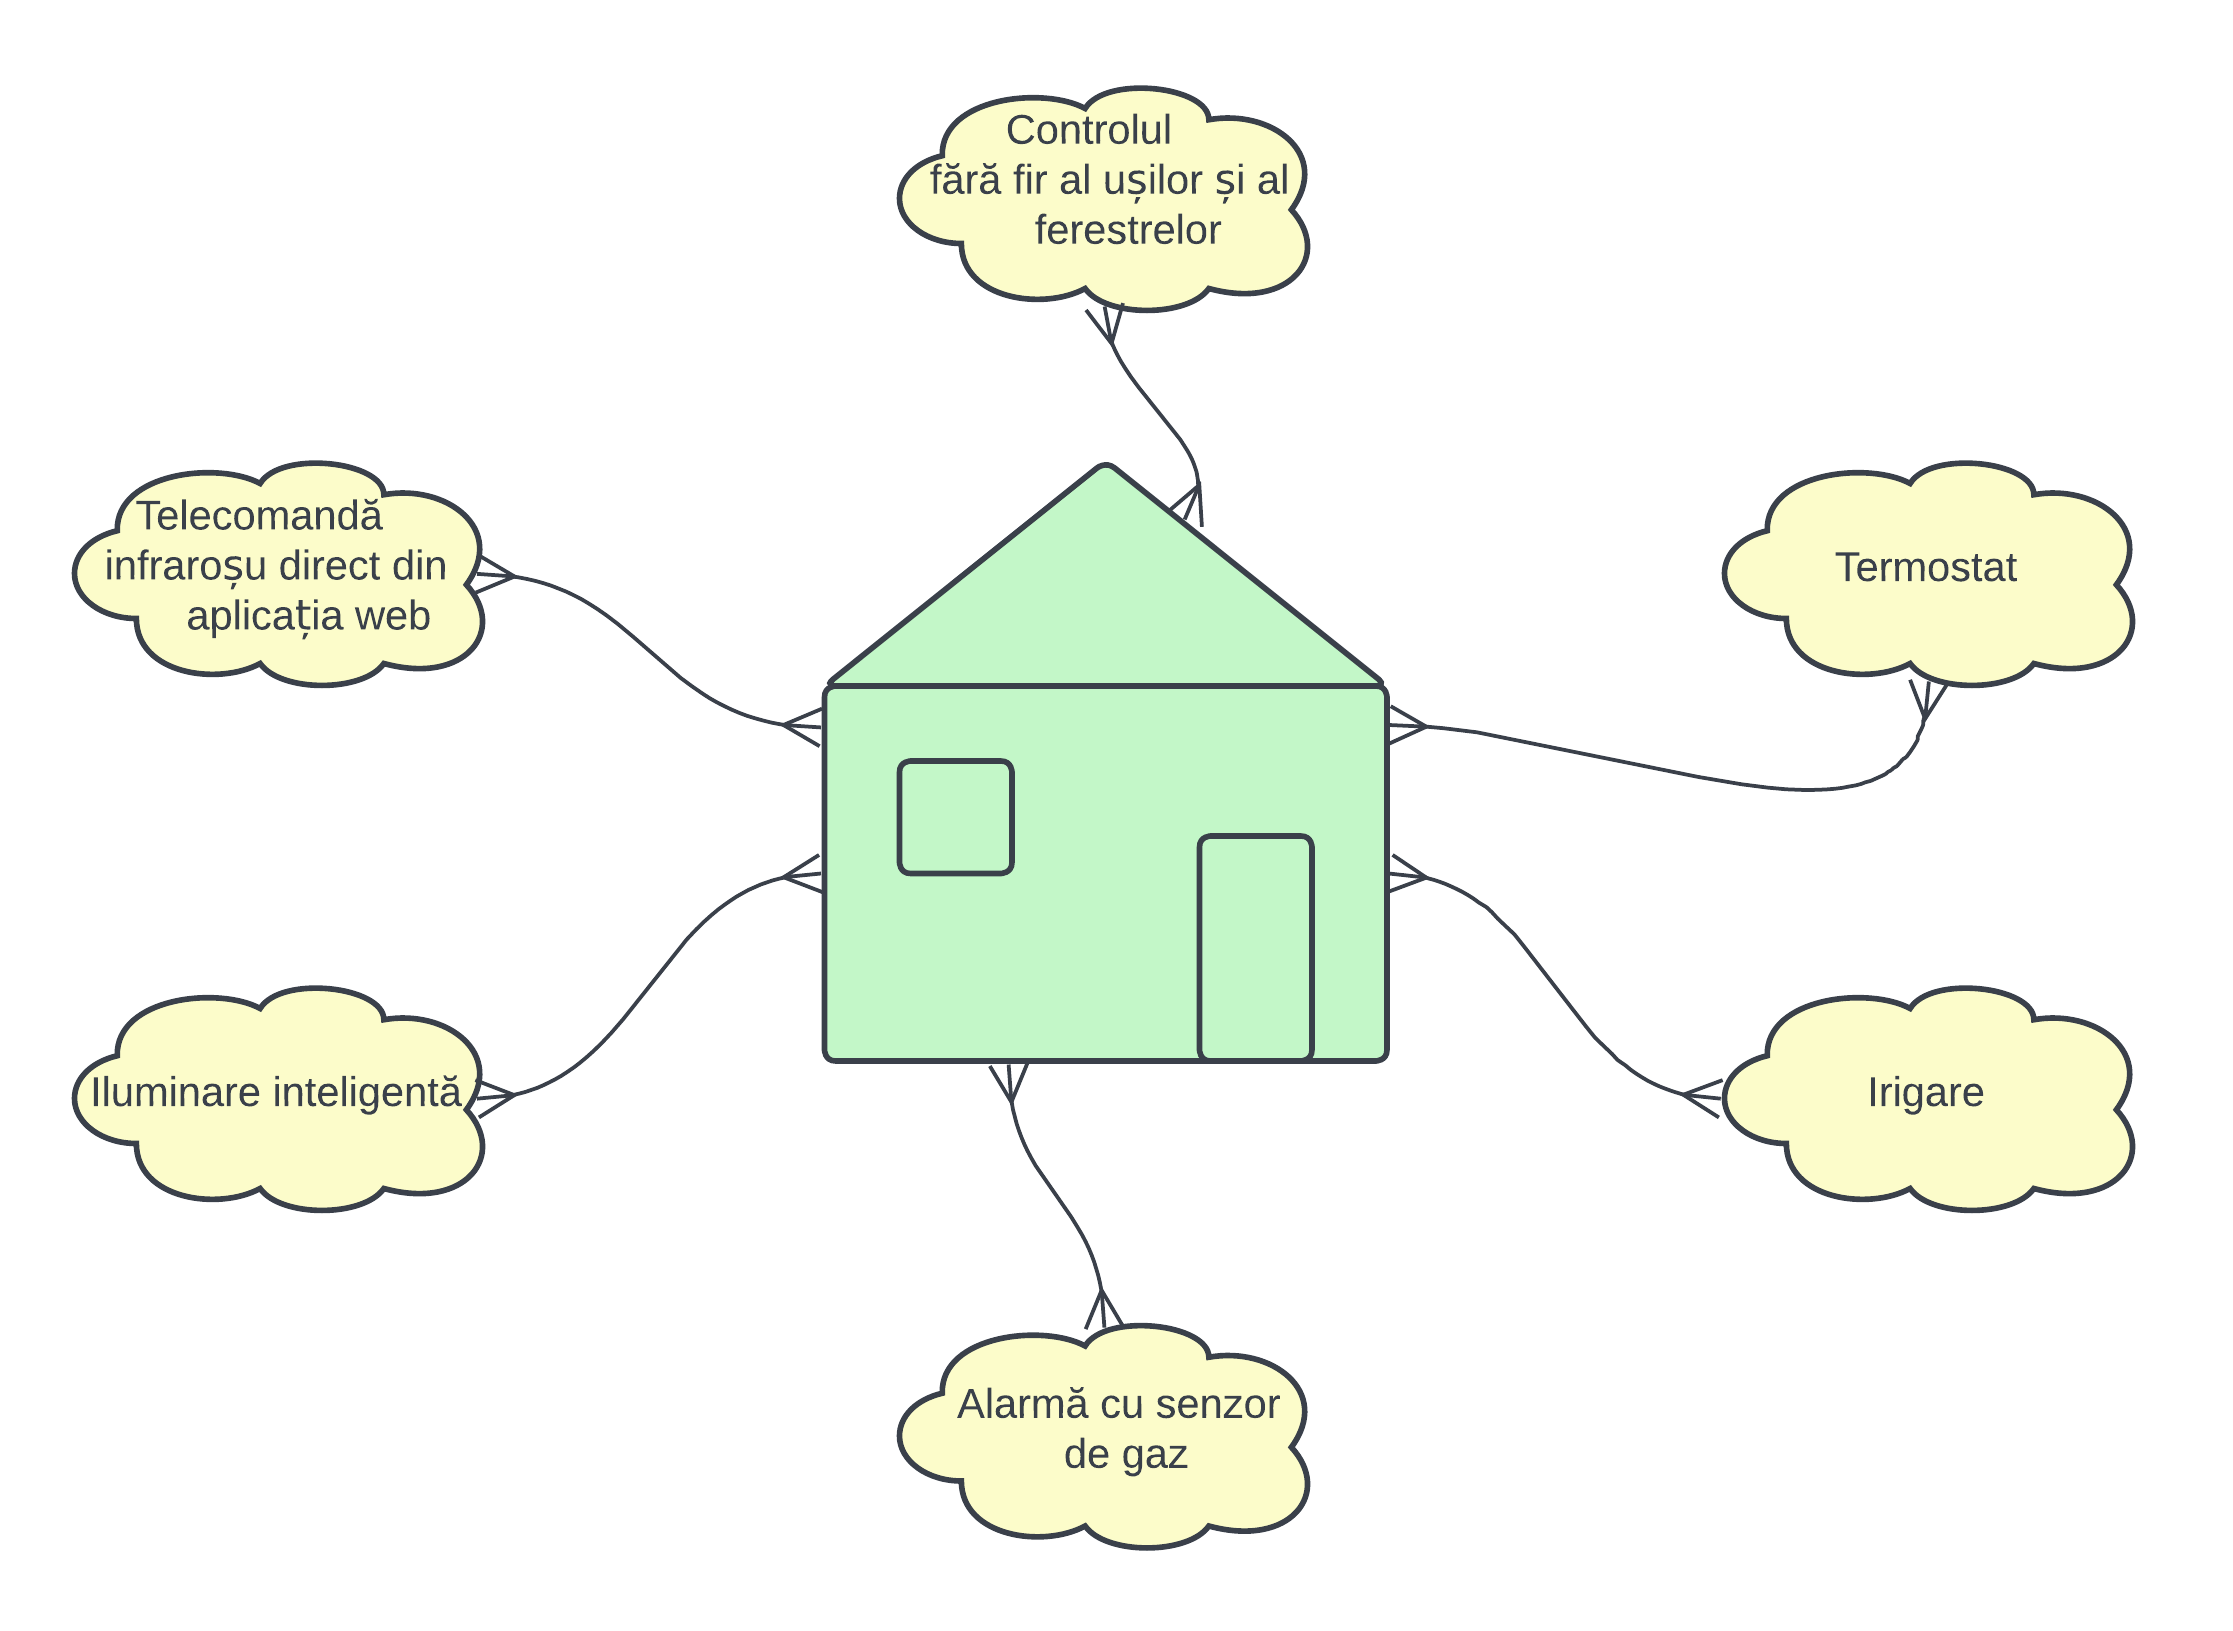 Controlul
fără fir al ușilor și al
ferestrelor
Telecomandă
infraroșu direct din
aplicația web
Termostat
Iluminare inteligentă
Irigare
Alarmă cu senzor
de gaz